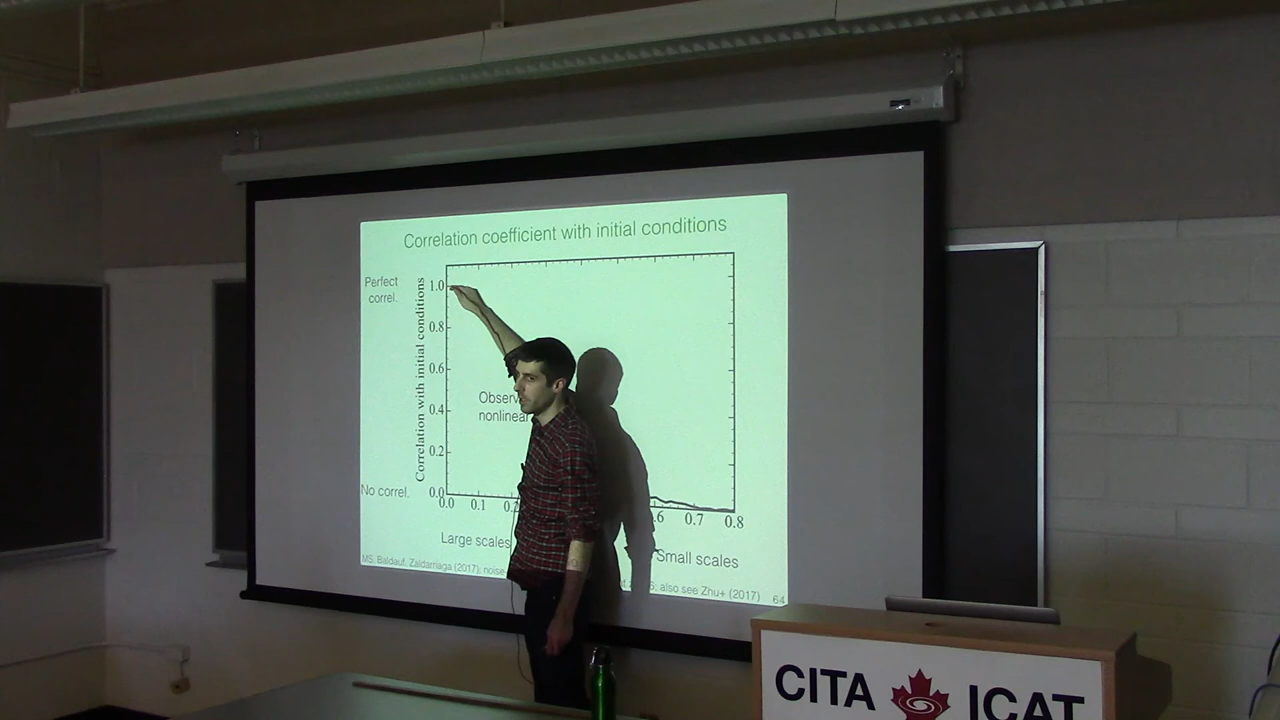 Correlation coefficient with initial conditions
Perfect
correl.
Correlation with initial conditions
1.0
0.8
0.6
0.4
0.2
0.0
Observ
nonlinear
No correl.
0.0 0.1 0.2 0.7 0.8
Large scales
Small scales
MS, Baldauf, Zaldarriaga (2017); noise
also see Zhu+ (2017) 64
CITA ICAT